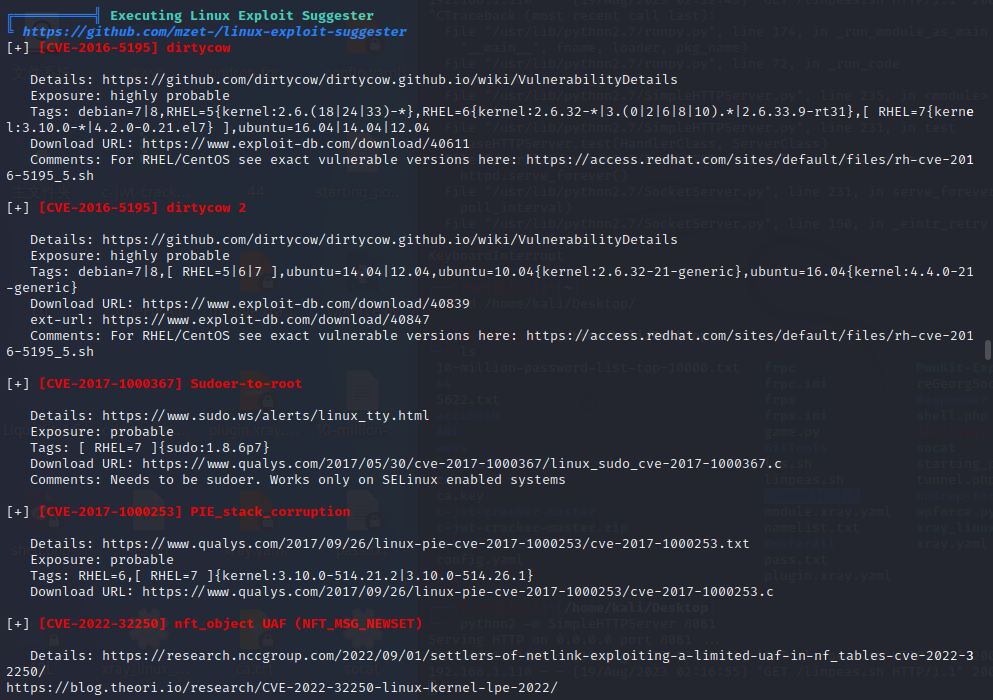 Executing Linux Exploit Suggester
https://github.com/mzet-/linux-exploit-suggester
[+] [CVE-2016-5195] dirtycow
Details: https://github.com/dirtycow/dirtycow.github.io/wiki/VulnerabilityDetails
Exposure: highly probable
Tags: debian=7|8,RHEL=5{kernel:2.6.(18|24|33)-*},RHEL=6{kernel:2.6.32-*|3.(0|2|6|8|10).*|2.6.33.9-rt31},[ RHEL=7{kerne
l:3.10.0-*|4.2.0-0.21.el7} ],ubuntu=16.04|14.04|12.04
Download URL: https://www.exploit-db.com/download/40611
Comments: For RHEL/CentOS see exact vulnerable versions here: https://access.redhat.com/sites/default/files/rh-cve-201
6-5195_5.sh
[+] [CVE-2016-5195] dirtycow 2
Details: https://github.com/dirtycow/dirtycow.github.io/wiki/VulnerabilityDetails
Exposure: highly probable
Tags: debian=7|8,[ RHEL=5|6|7 ],ubuntu=14.04|12.04,ubuntu=10.04{kernel:2.6.32-21-generic},ubuntu=16.04{kernel:4.4.0-21
-generic}
Download URL: https://www.exploit-db.com/download/40839
ext-url: https://www.exploit-db.com/download/40847
Comments: For RHEL/CentOS see exact vulnerable versions here: https://access.redhat.com/sites/default/files/rh-cve-201
6-5195_5.sh
[+] [CVE-2017-1000367] Sudoer-to-root
Details: https://www.sudo.ws/alerts/linux_tty.html
Exposure: probable
Tags: [ RHEL=7 ]{sudo:1.8.6p7}
Download URL: https://www.qualys.com/2017/05/30/cve-2017-1000367/linux_sudo_cve-2017-1000367.c
Comments: Needs to be sudoer. Works only on SELinux enabled systems
[+] [CVE-2017-1000253] PIE_stack_corruption
Details: https://www.qualys.com/2017/09/26/linux-pie-cve-2017-1000253/cve-2017-1000253.txt
Exposure: probable
Tags: RHEL=6,[ RHEL=7 ]{kernel:3.10.0-514.21.2|3.10.0-514.26.1}
Download URL: https://www.qualys.com/2017/09/26/linux-pie-cve-2017-1000253/cve-2017-1000253.c
[+] [CVE-2022-32250] nft_object UAF (NFT_MSG_NEWSET)
Details: https://research.nccgroup.com/2022/09/01/settlers-of-netlink-exploiting-a-limited-uaf-in-nf_tables-cve-2022-3
2250/
https://blog.theori.io/research/CVE-2022-32250-linux-kernel-lpe-2022/